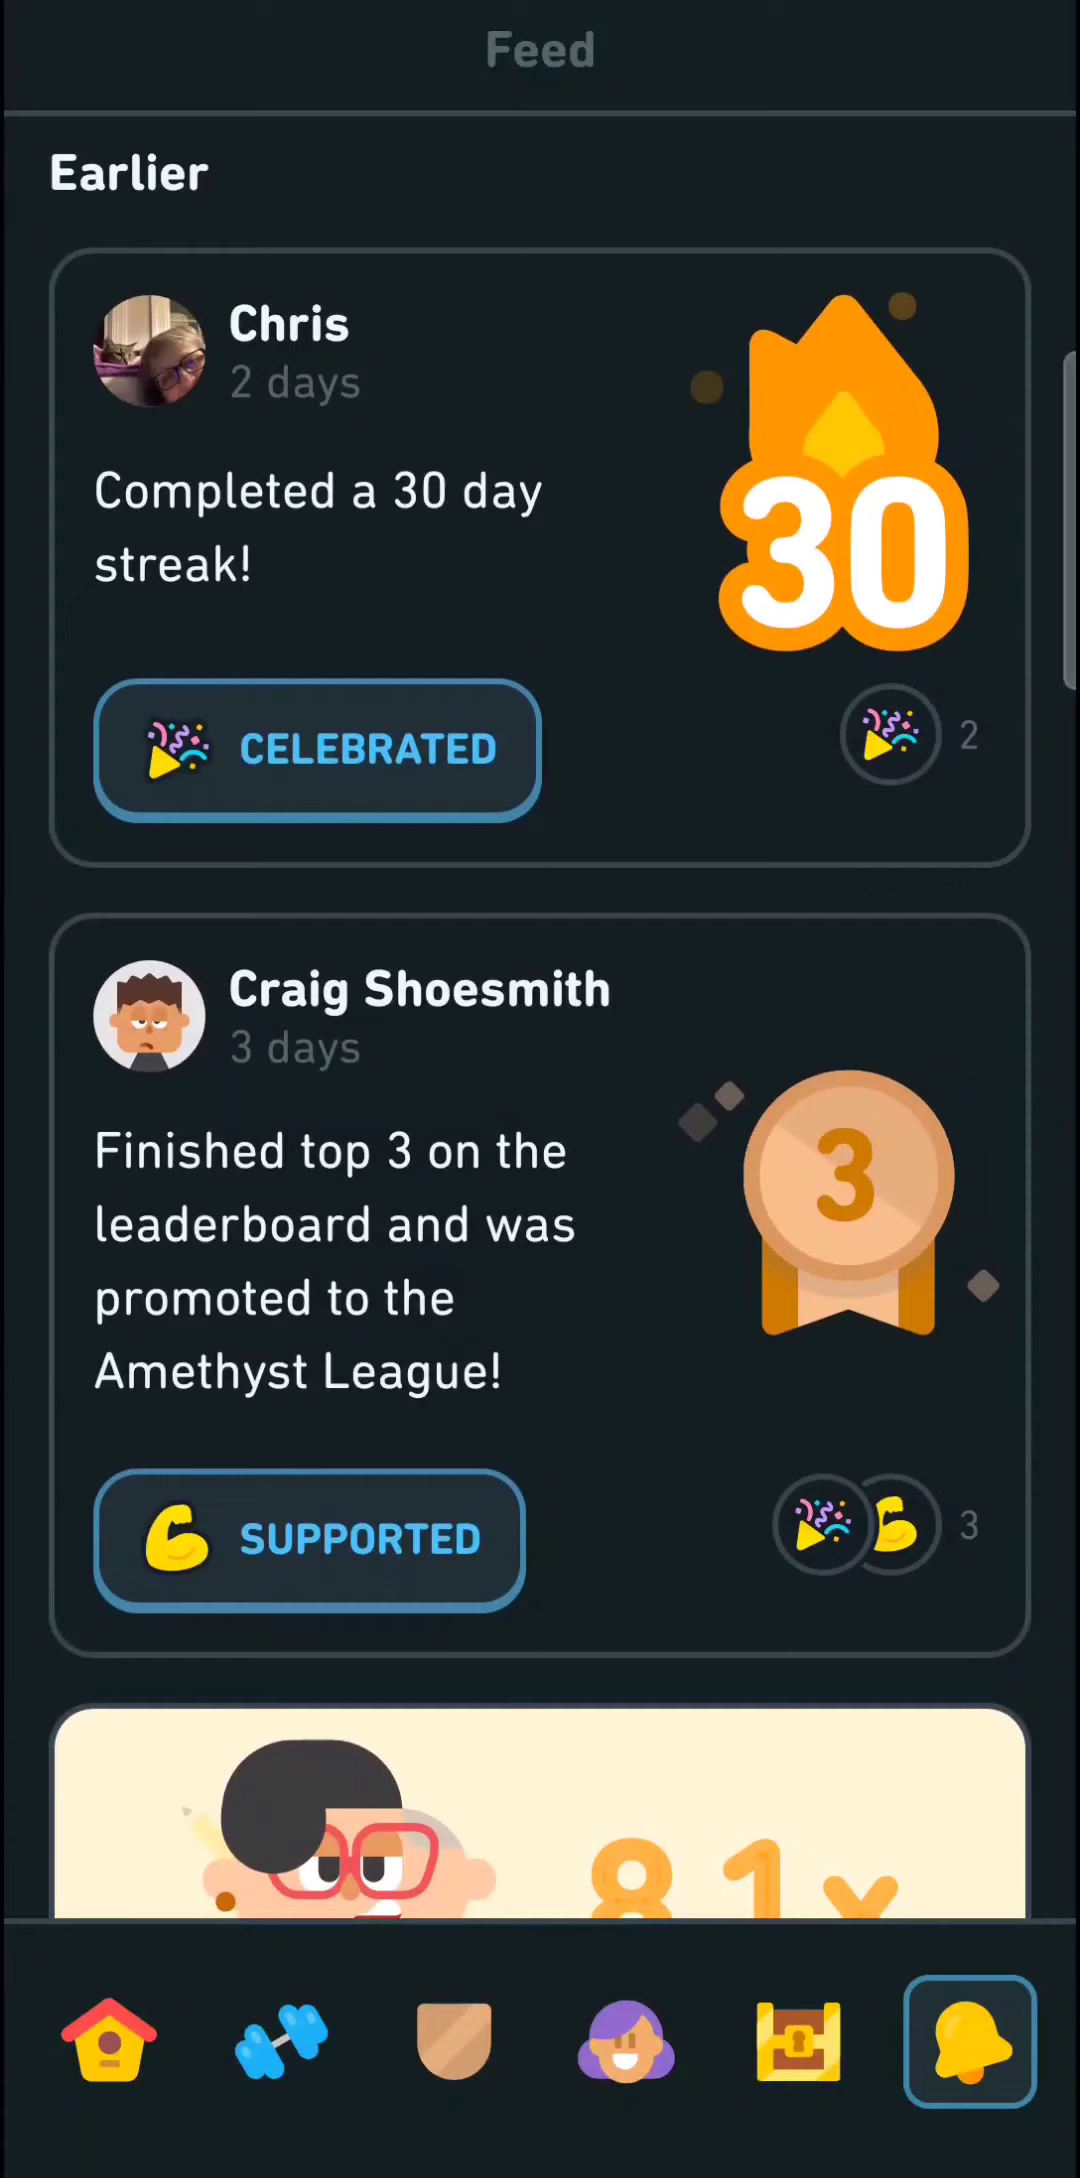 Feed
Earlier
Chris
2 days
Completed a 30 day
streak!
30
CELEBRATED
2
Craig Shoesmith
3 days
Finished top 3 on the
leaderboard and was
promoted to the
Amethyst League!
3
SUPPORTED
3